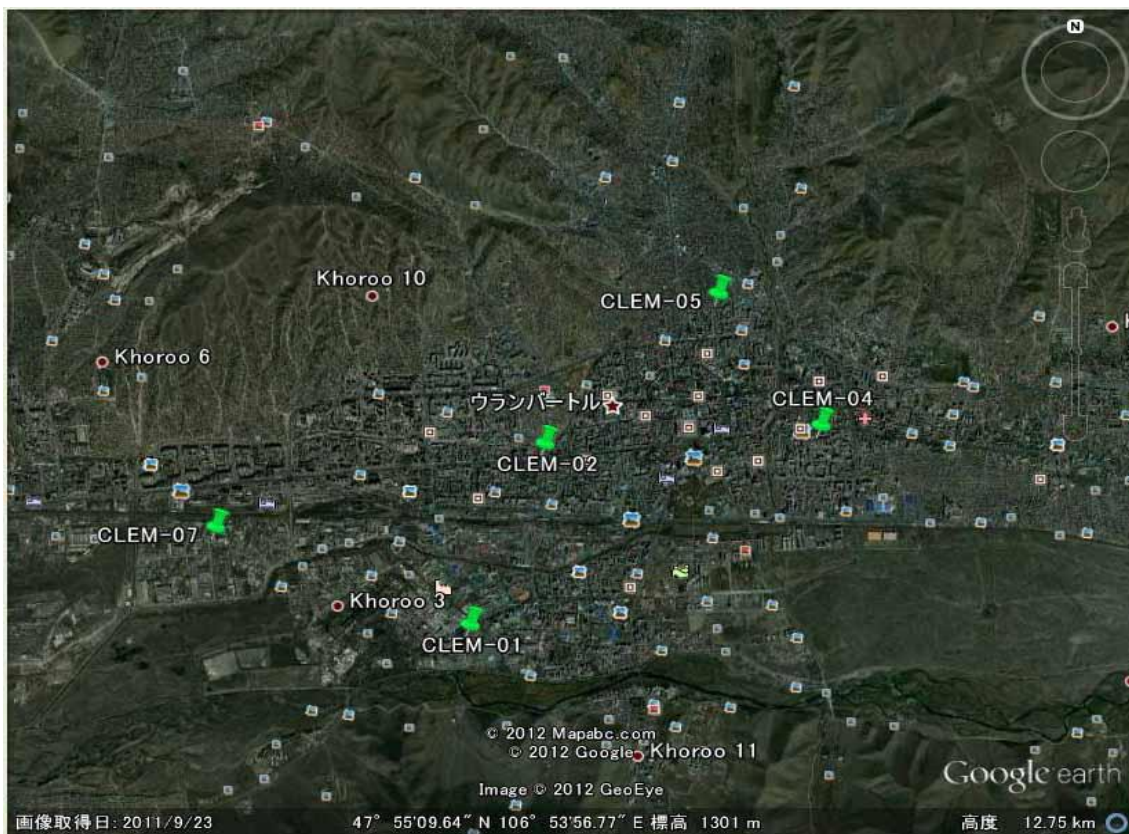 N
Khoroo 10
CLEM-05
Khoroo 6
ウランバートル
CLEM-04
CLEM-02
CLEM-07
Khoroo 3
CLEM-01
© 2012 Mapabc.com
© 2012 Google
Khoroo 11
Image © 2012 GeoEye
Google earth
画像取得日: 2011/9/23 47° 55'09.64" N 106° 53'56.77" E 標高 1301 m 高度 12.75 km